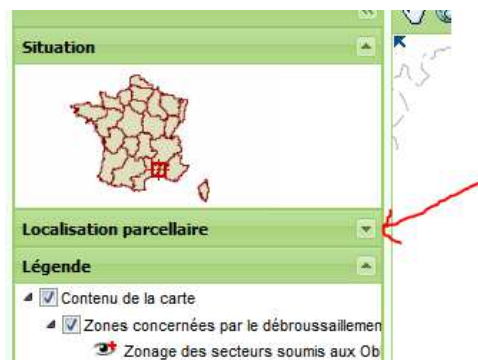 Situation
Localisation parcellaire
Légende
Contenu de la carte
Zones concernées par le débroussaillemen
Zonage des secteurs soumis aux Ob